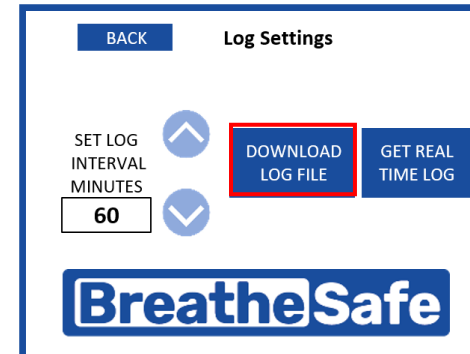 BACK
Log Settings
SET LOG
INTERVAL
MINUTES
60
DOWNLOAD
LOG FILE
GET REAL
TIME LOG
BreatheSafe